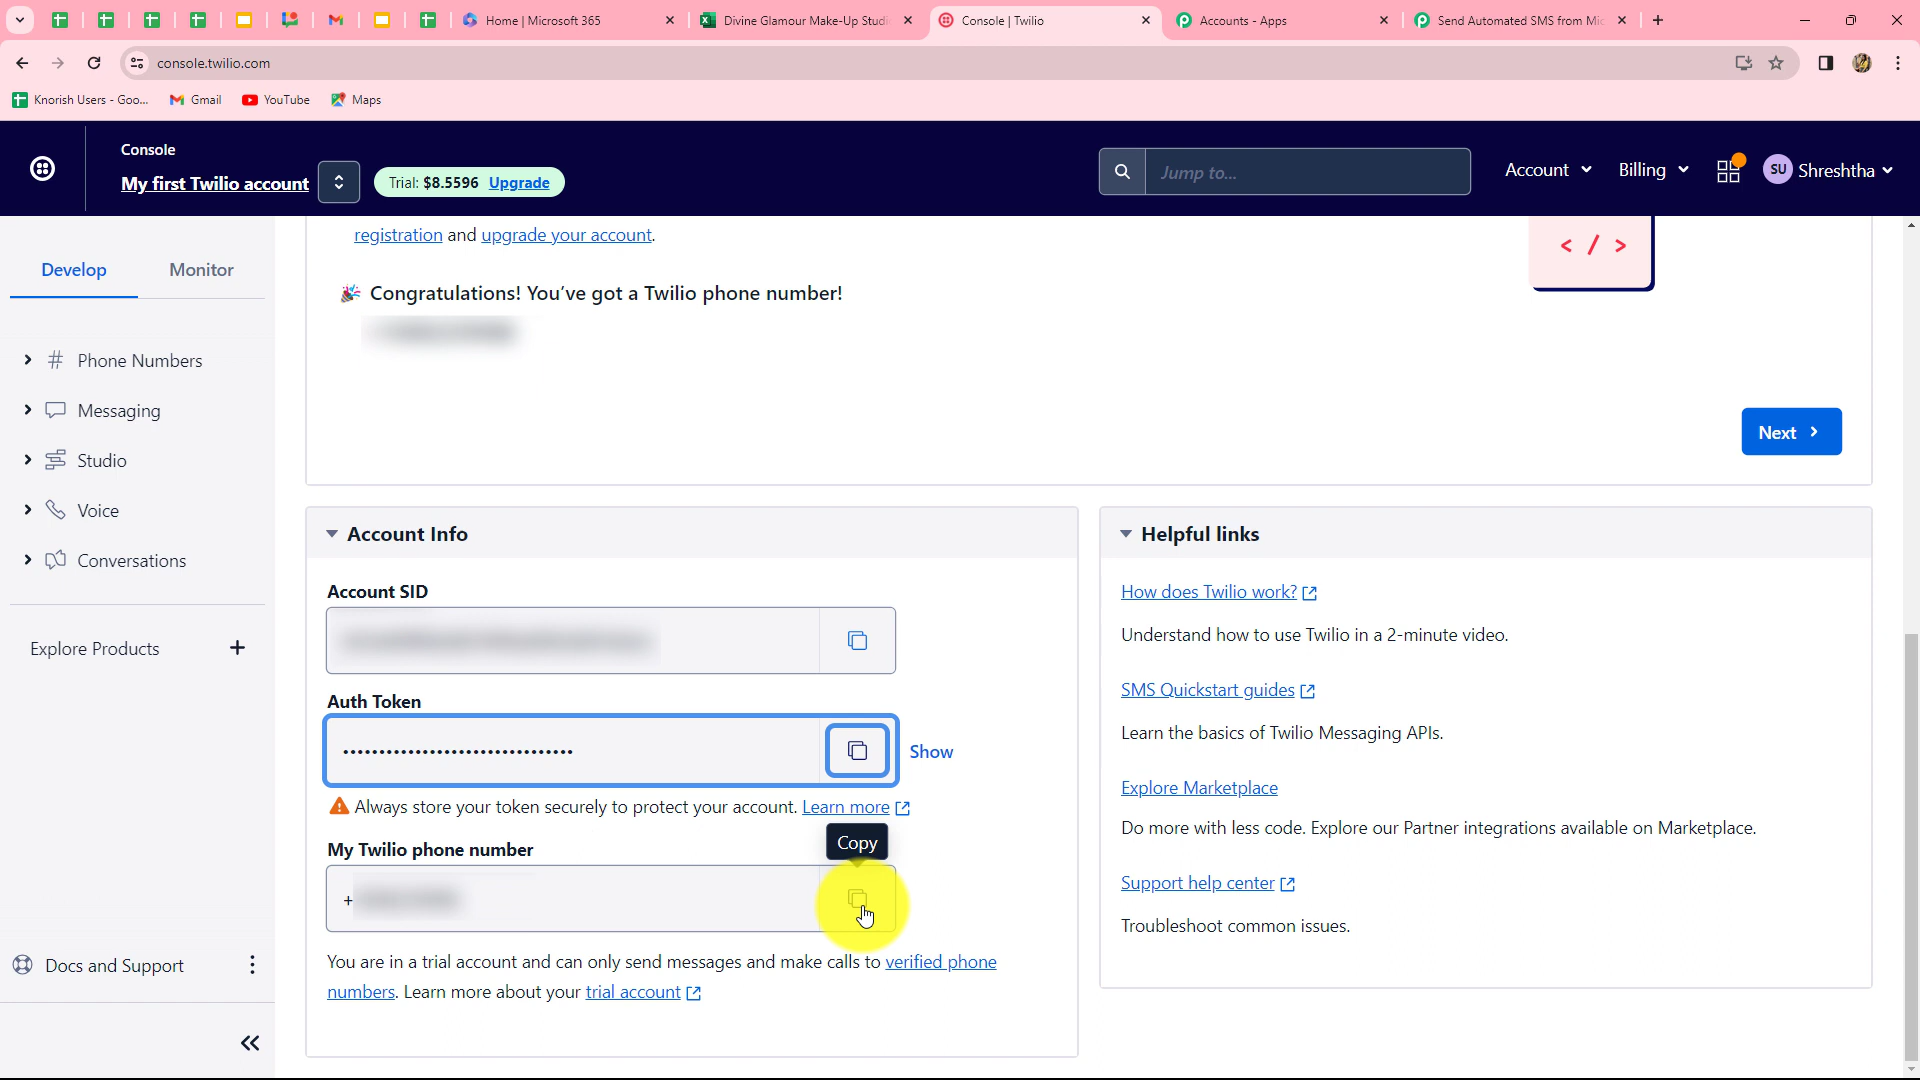 Home | Microsoft 365
Divine Glamour Make-Up Studi
Console | Twilio
Accounts - Apps
Send Automated SMS from Mic
console.twilio.com
Knorish Users - Goo...
Gmail
YouTube
Maps
Console
My first Twilio account
Trial: $8.5596 Upgrade
Jump to...
Account
Billing
SU
Shreshtha
Develop
Monitor
registration and upgrade your account.
< / >
Congratulations! You've got a Twilio phone number!
Phone Numbers
Messaging
Studio
Voice
Conversations
Explore Products
Docs and Support
Next
Account Info
Account SID
Auth Token
••••••••••••••••••••••••••••••••
Show
Always store your token securely to protect your account. Learn more
Copy
My Twilio phone number
+
You are in a trial account and can only send messages and make calls to verified phone
numbers. Learn more about your trial account
Helpful links
How does Twilio work?
Understand how to use Twilio in a 2-minute video.
SMS Quickstart guides
Learn the basics of Twilio Messaging APIs.
Explore Marketplace
Do more with less code. Explore our Partner integrations available on Marketplace.
Support help center
Troubleshoot common issues.